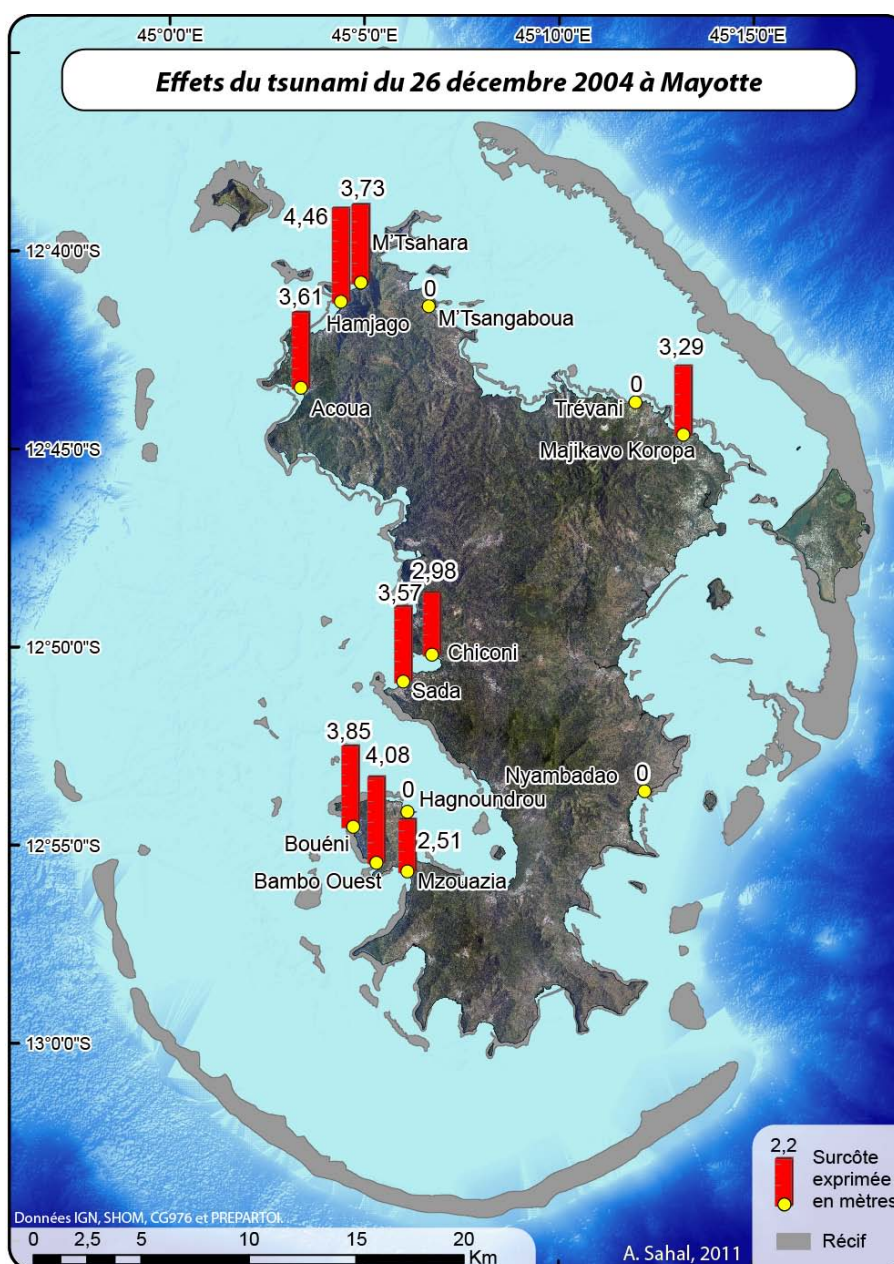 45°0'0"E 45°5'0"E 45°10'0"E 45°15'0"E
Effets du tsunami du 26 décembre 2004 à Mayotte
3,73
4,46
M'Tsahara
12°40'0"S
0
3,61
Hamjago
M'Tsangaboua
3,29
0
Acoua
Trévani
12°45'0"S
Majikavo Koropa
2,98
3,57
12°50'0"S
Chiconi
Sada
3,85
4,08
Nyambadao
0
0
Hagnoundrou
Bouéni
2,51
12°55'0"S
Bambo Ouest
Mzouazia
13°0'0"S
2,2
Surcôte
exprimée
en mètres
Données IGN, SHOM, CG976 et PREPARTOI.
0 2,5 5 10 15 20
Km
A. Sahal, 2011
Récif